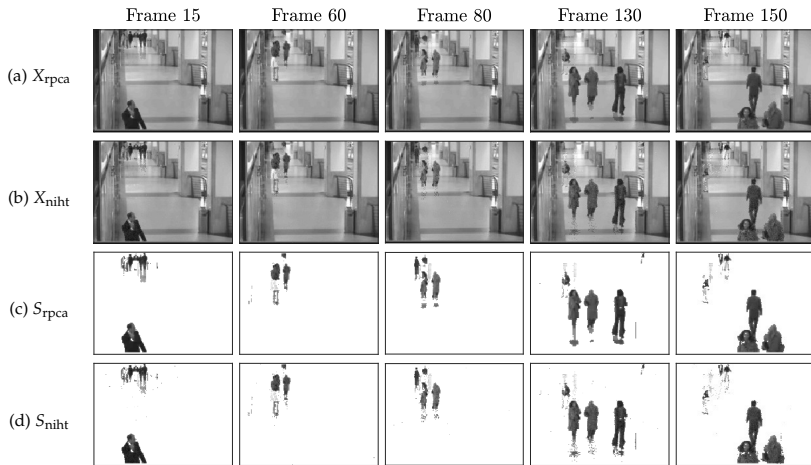 Frame 15 Frame 60 Frame 80 Frame 130 Frame 150
(a) X_rpca
(b) X_niht
(c) S_rpca
(d) S_niht